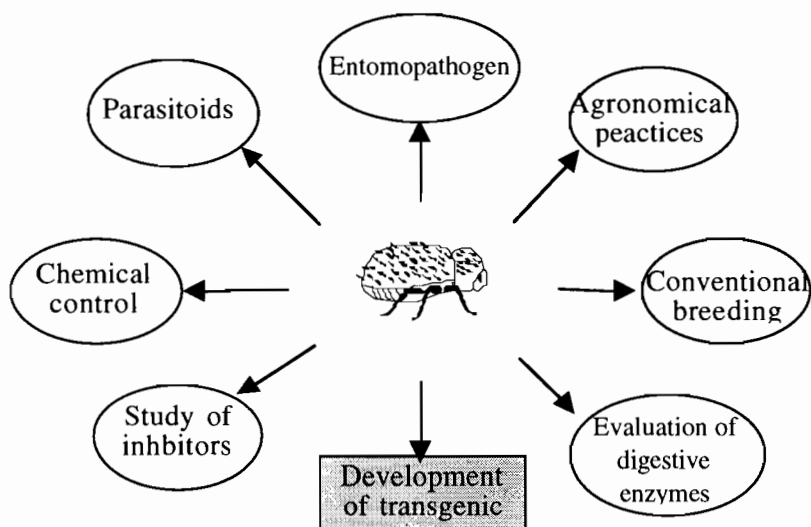 Entomopathogen
Parasitoids
Agronomical
peactices
Chemical
control
Conventional
breeding
Study of
inhbitors
Development
of transgenic
Evaluation of
digestive
enzymes